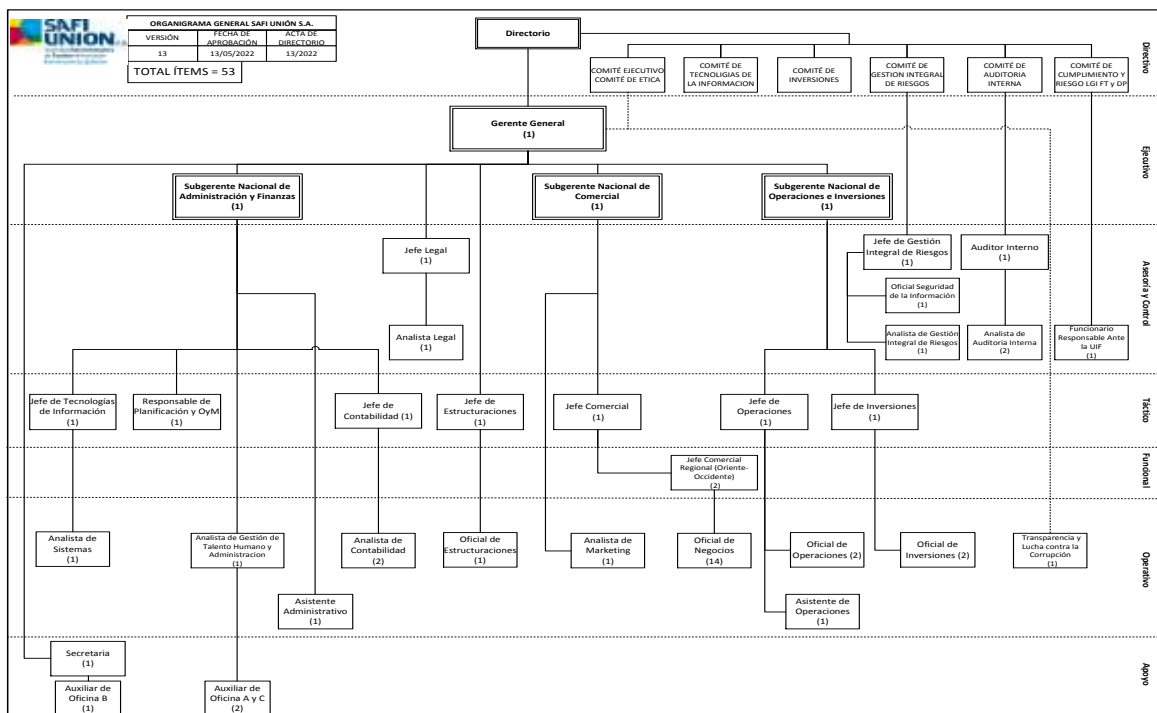 SAFI
UNION
ORGANIGRAMA GENERAL SAFI UNIÓN S.A.
VERSIÓN
FECHA DE
APROBACIÓN
ACTA DE
DIRECTORIO
13
13/05/2022
13/2022
TOTAL ÍTEMS = 53
Directorio
Directivo
COMITÉ EJECUTIVO
COMITÉ DE ETICA
COMITÉ DE
TECNOLIGIAS DE
LA INFORMACION
COMITÉ DE
INVERSIONES
COMITÉ DE
GESTION INTEGRAL
DE RIESGOS
COMITÉ DE
AUDITORIA
INTERNA
COMITÉ DE
CUMPLIMIENTO Y
RIESGO LGI FT y DP
Gerente General
(1)
Ejecutivo
Subgerente Nacional de
Administración y Finanzas
(1)
Subgerente Nacional de
Comercial
(1)
Subgerente Nacional de
Operaciones e Inversiones
(1)
Jefe Legal
(1)
Jefe de Gestión
Integral de Riesgos
(1)
Auditor Interno
(1)
Asesoria y Control
Oficial Seguridad
de la Información
(1)
Analista Legal
(1)
Analista de Gestión
Integral de Riesgos
(1)
Analista de
Auditoria Interna
(2)
Funcionario
Responsable Ante
la UIF
(1)
Jefe de Tecnologías
de Información
(1)
Responsable de
Planificación y OyM
(1)
Jefe de
Contabilidad (1)
Jefe de
Estructuraciones
(1)
Jefe Comercial
(1)
Jefe de
Operaciones
(1)
Jefe de Inversiones
(1)
Táctico
Jefe Comercial
Regional (Oriente-
Occidente)
(2)
Funcional
Analista de
Sistemas
(1)
Analista de Gestión de
Talento Humano y
Administracion
(1)
Analista de
Contabilidad
(2)
Oficial de
Estructuraciones
(1)
Analista de
Marketing
(1)
Oficial de
Negocios
(14)
Oficial de
Operaciones (2)
Oficial de
Inversiones (2)
Transparencia y
Lucha contra la
Corrupción
(1)
Operativo
Asistente
Administrativo
(1)
Asistente de
Operaciones
(1)
Secretaria
(1)
Apoyo
Auxiliar de
Oficina B
(1)
Auxiliar de
Oficina A y C
(2)